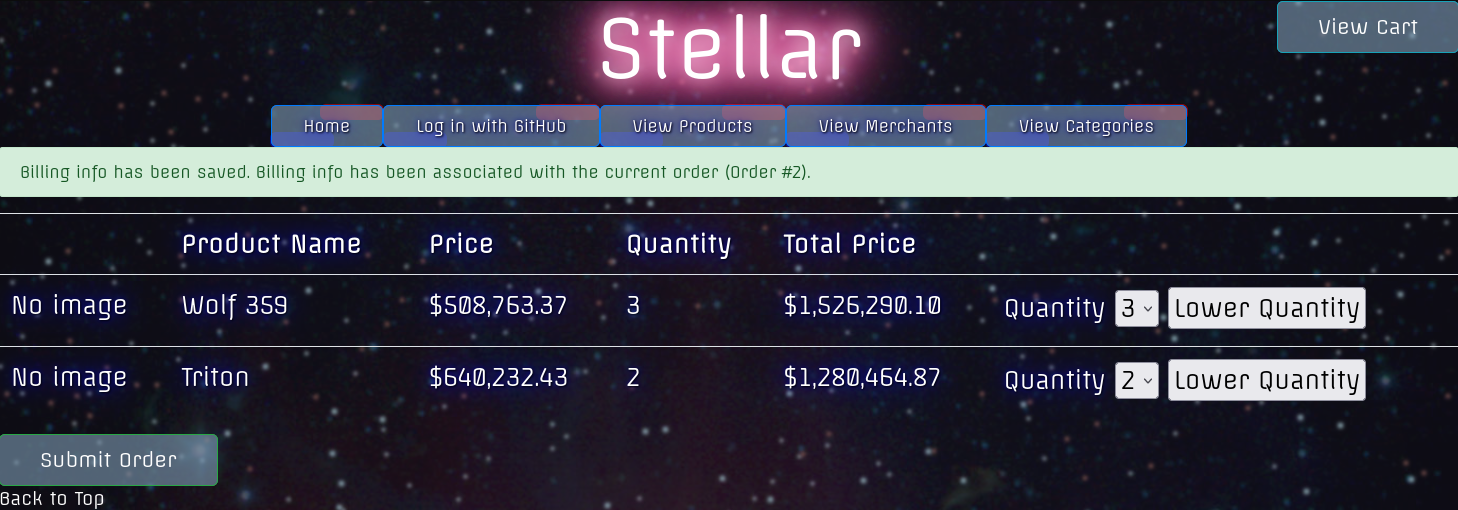 Stellar
View Cart
Home Log in with GitHub View Products View Merchants View Categories
Billing info has been saved. Billing info has been associated with the current order (Order #2).
Product Name Price Quantity Total Price
No image Wolf 359 $508,763.37 3 $1,526,290.10 Quantity 3 Lower Quantity
No image Triton $640,232.43 2 $1,280,464.87 Quantity 2 Lower Quantity
Submit Order
Back to Top